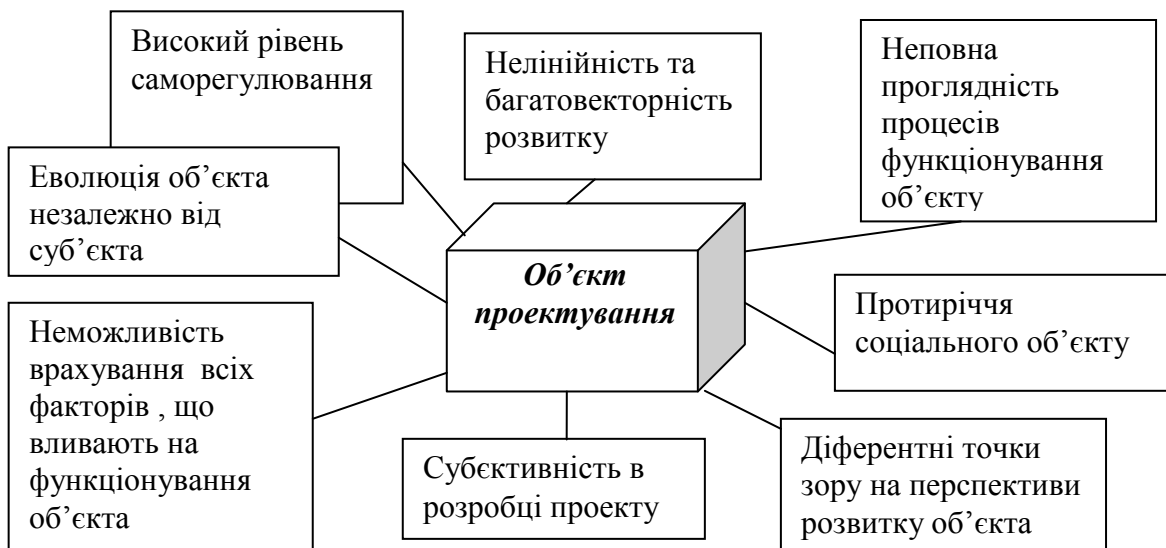 Високий рівень
саморегулювання
Нелінійність та
багатовекторність
розвитку
Неповна
проглядність
процесів
функціонування
об’єкту
Еволюція об’єкта
незалежно від
суб’єкта
Об’єкт
проектування
Протиріччя
соціального об’єкту
Неможливість
врахування всіх
факторів , що
вливають на
функціонування
об’єкта
Субєктивність в
розробці проекту
Діферентні точки
зору на перспективи
розвитку об’єкта